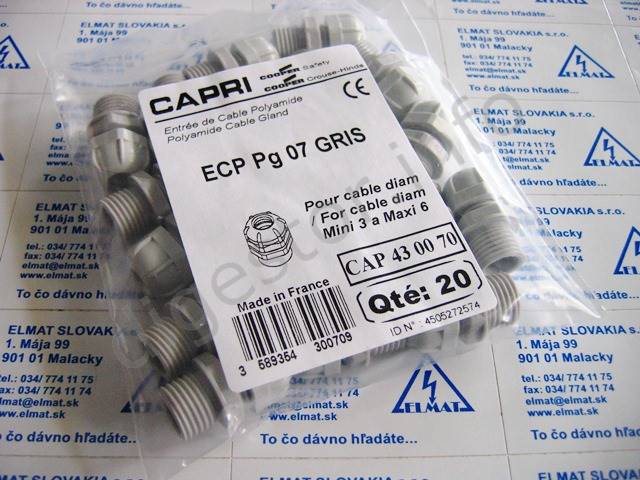 CAPRI
COOPER Safety
COOPER Crouse-Hinds
CE
Entrée de Cable Polyamide
Polyamide Cable Gland
ECP Pg 07 GRIS
Pour cable diam
/ For cable diam
Mini 3 a Maxi 6
CAP 43 00 70
Qté: 20
ID N° : 4505272574
Made in France
3 589354 300709
ELMAT SLOVAKIA s.r.o.
1. Mája 99
901 01 Malacky
tel.: 034/ 774 11 75
fax: 034/ 774 11 24
elmat@elmat.sk
www.elmat.sk
ELMAT
To čo dávno hľadáte...